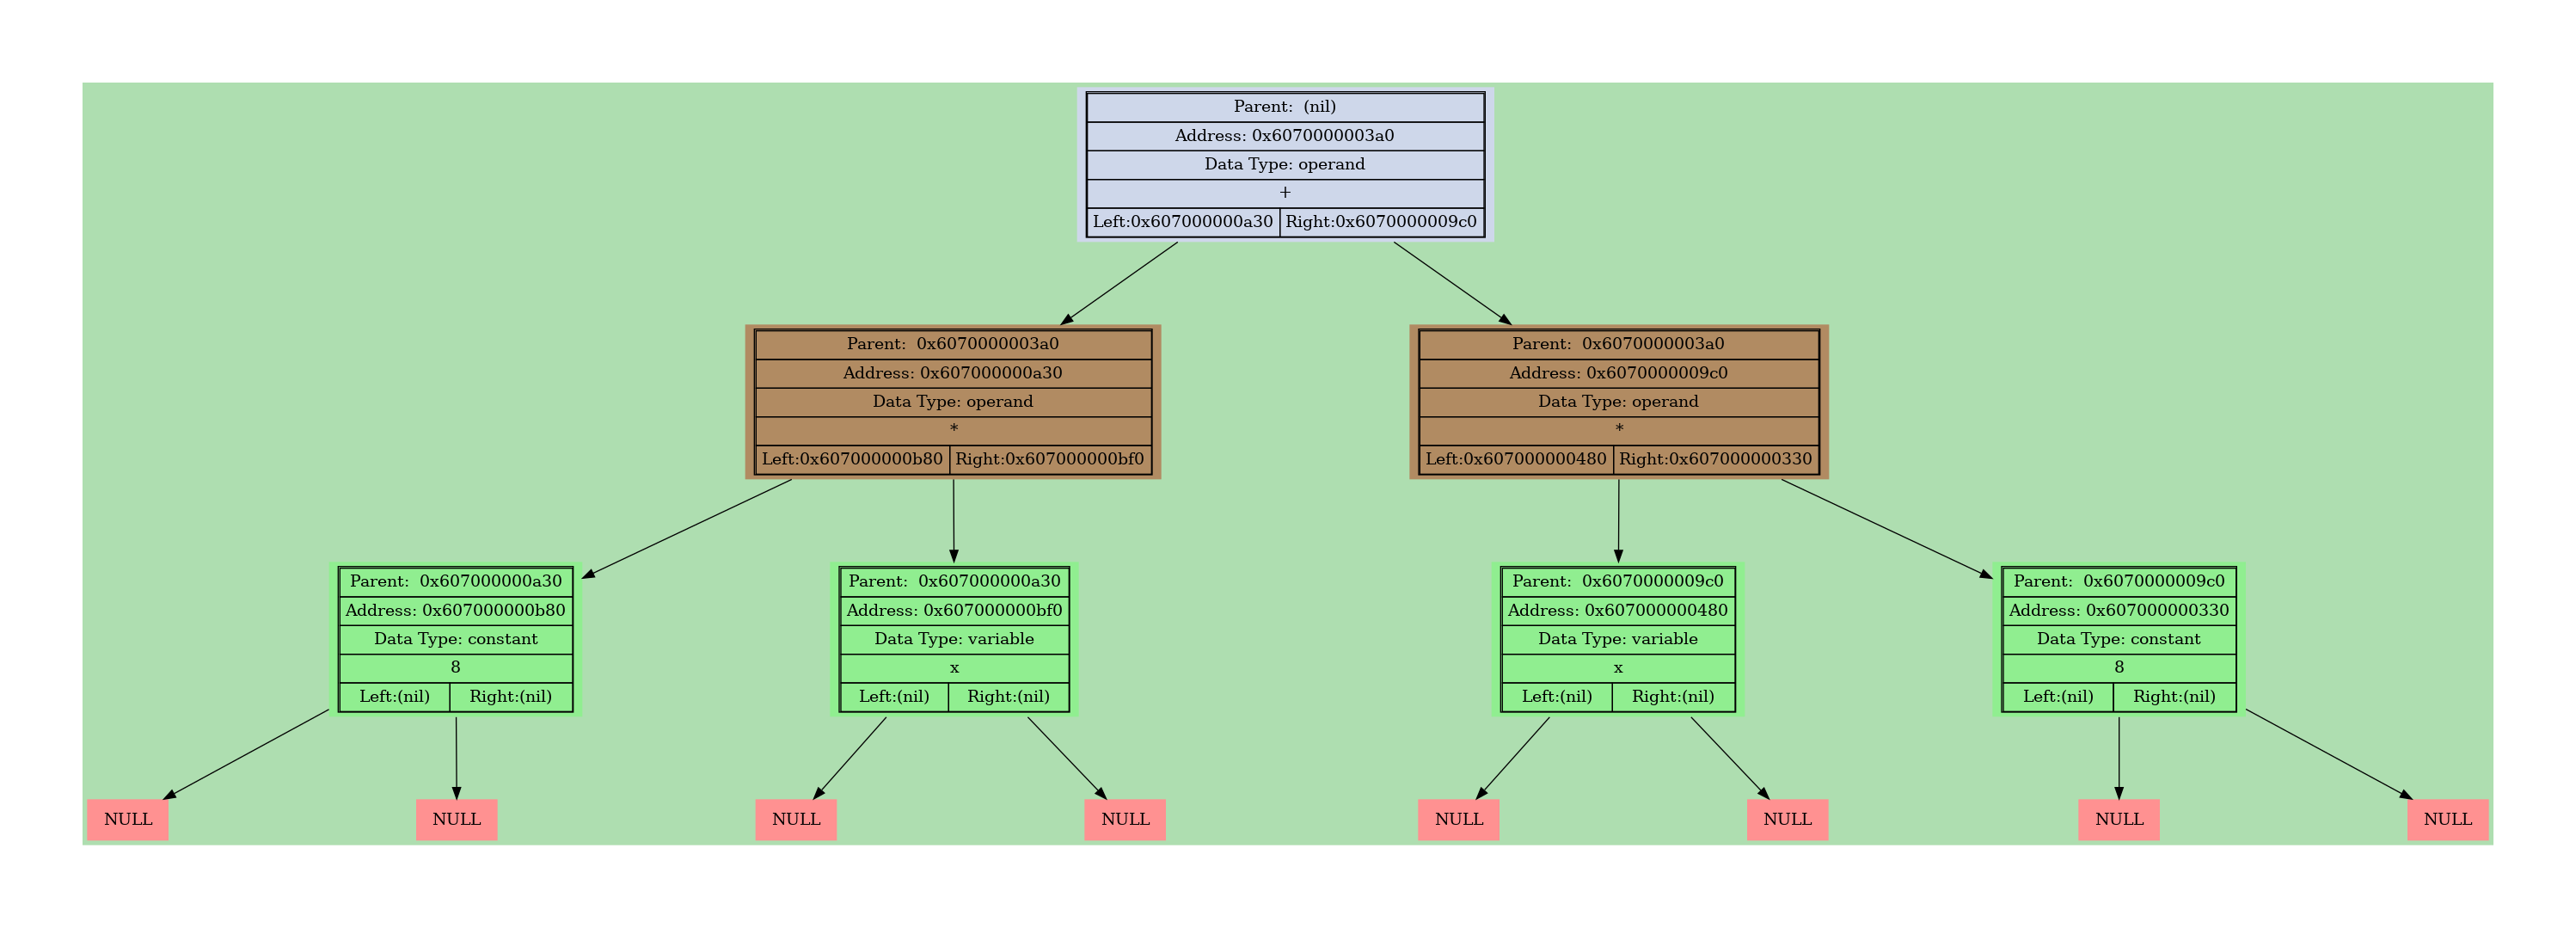 Parent:  (nil)
Address: 0x6070000003a0
Data Type: operand
+
Left:0x607000000a30 Right:0x6070000009c0
Parent:  0x6070000003a0
Address: 0x607000000a30
Data Type: operand
*
Left:0x607000000b80 Right:0x607000000bf0
Parent:  0x6070000003a0
Address: 0x6070000009c0
Data Type: operand
*
Left:0x607000000480 Right:0x607000000330
Parent:  0x607000000a30
Address: 0x607000000b80
Data Type: constant
8
Left:(nil) Right:(nil)
Parent:  0x607000000a30
Address: 0x607000000bf0
Data Type: variable
x
Left:(nil) Right:(nil)
Parent:  0x6070000009c0
Address: 0x607000000480
Data Type: variable
x
Left:(nil) Right:(nil)
Parent:  0x6070000009c0
Address: 0x607000000330
Data Type: constant
8
Left:(nil) Right:(nil)
NULL
NULL
NULL
NULL
NULL
NULL
NULL
NULL